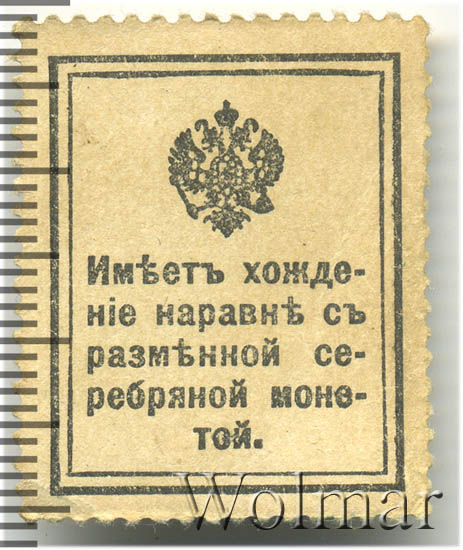 Имѣетъ хожде-
ніе наравнѣ съ
размѣнной се-
ребряной моне-
той.
Wolmar